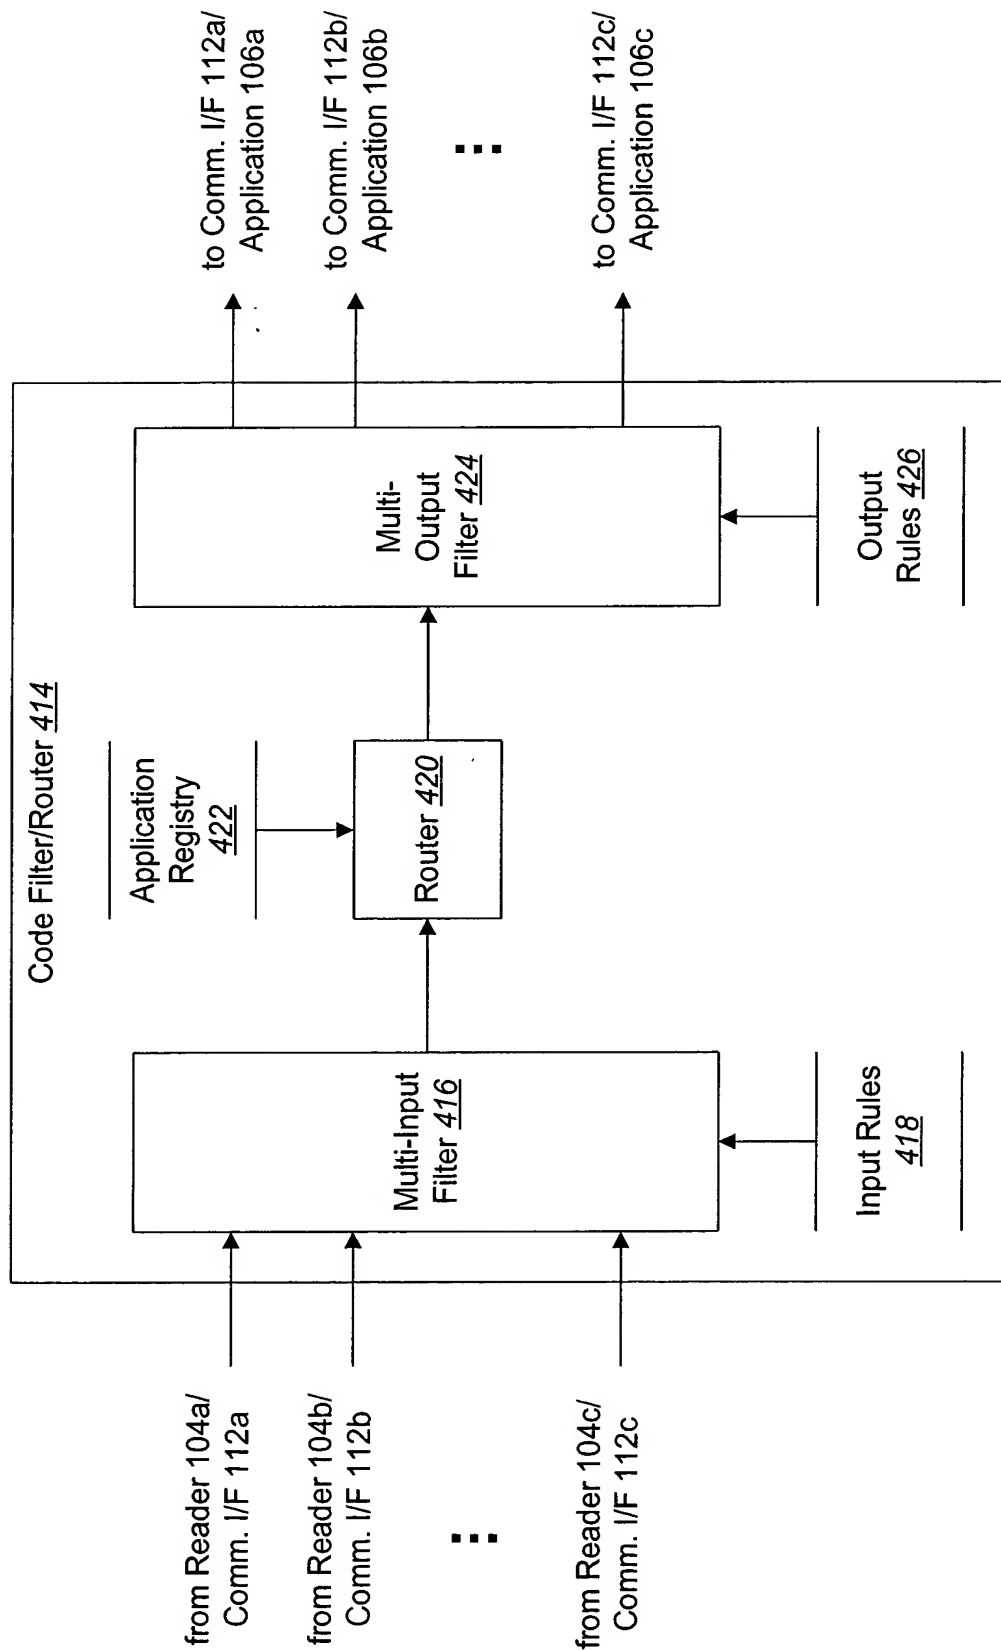 Code Filter/Router 414
from Reader 104a/
Comm. I/F 112a
from Reader 104b/
Comm. I/F 112b
...
from Reader 104c/
Comm. I/F 112c
Multi-Input
Filter 416
Input Rules
418
Application
Registry
422
Router 420
Multi-
Output
Filter 424
Output
Rules 426
to Comm. I/F 112a/
Application 106a
to Comm. I/F 112b/
Application 106b
...
to Comm. I/F 112c/
Application 106c